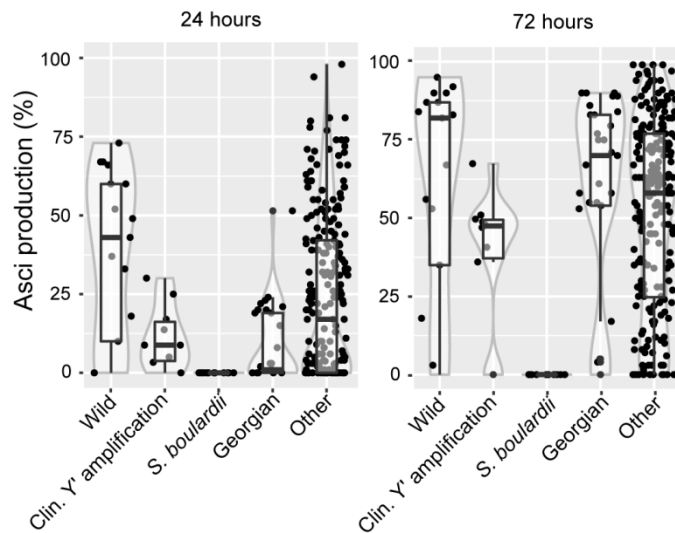 24 hours
72 hours
Asci production (%)
100
75
50
25
0
100
75
50
25
0
Wild
Clin. Y' amplification
S. boulardii
Georgian
Other
Wild
Clin. Y' amplification
S. boulardii
Georgian
Other